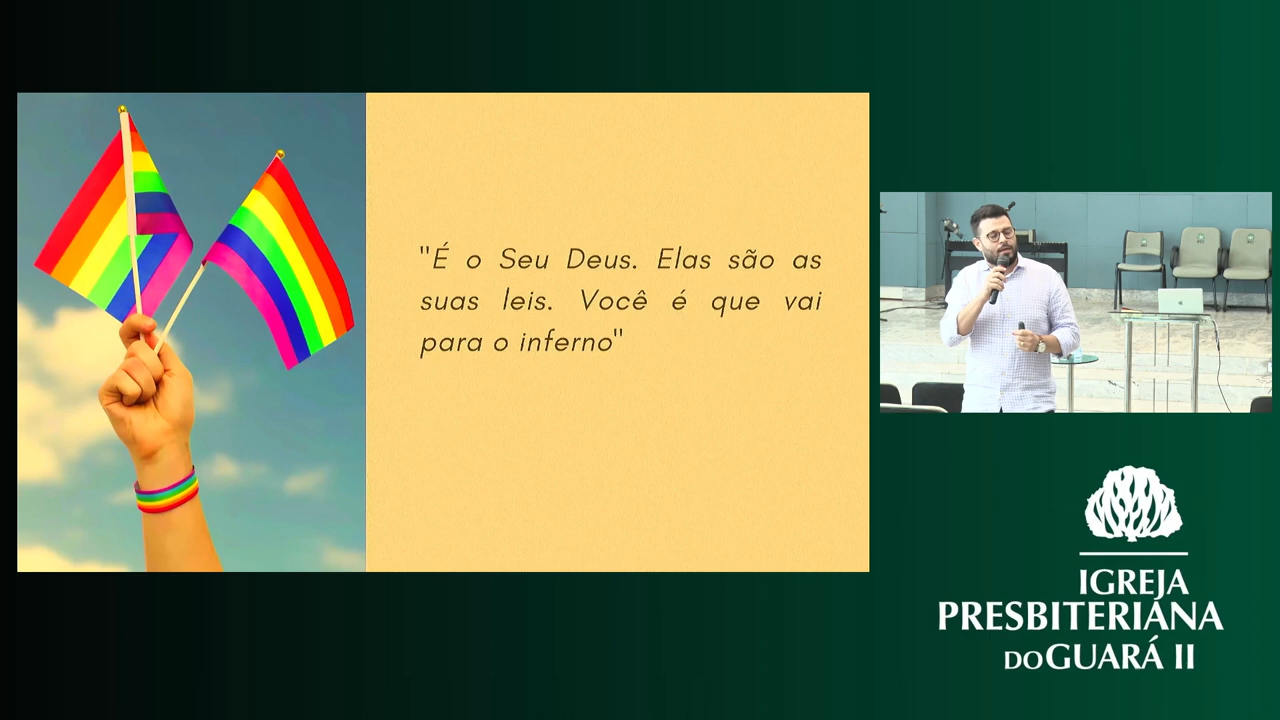 "É o Seu Deus. Elas são as
suas leis. Você é que vai
para o inferno"
IGREJA
PRESBITERIANA
DO GUARÁ II